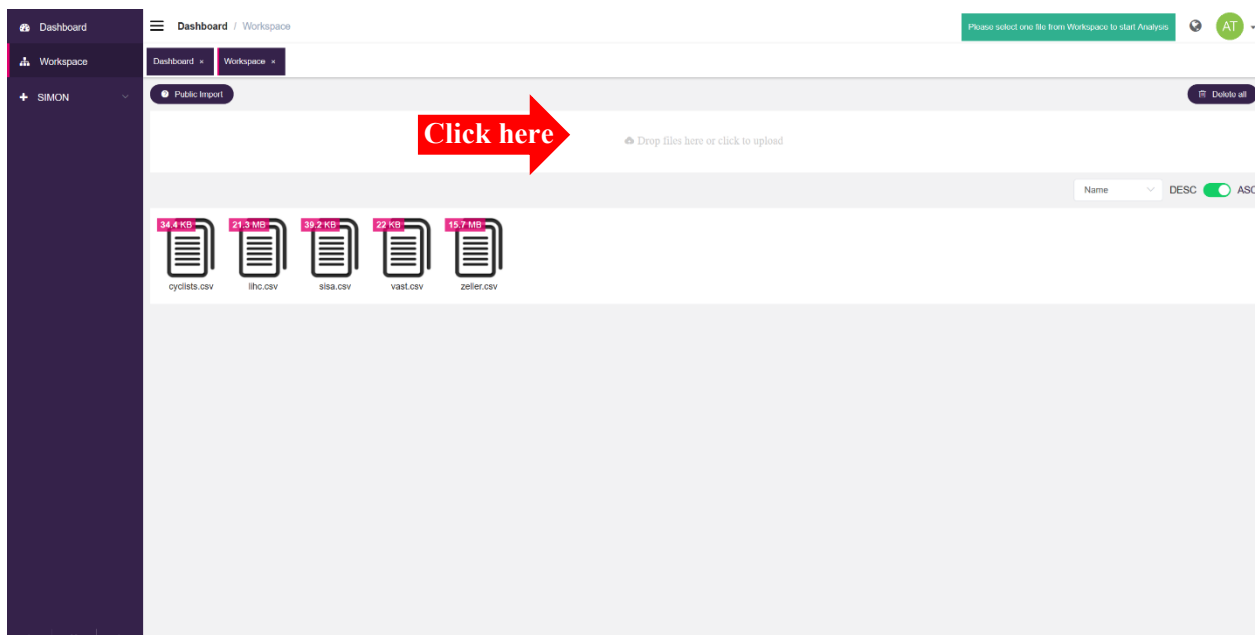 Dashboard
Workspace
SIMON
Dashboard / Workspace
Please select one file from Workspace to start Analysis
AT
Dashboard ×
Workspace ×
Public Import
Delete all
Click here
Drop files here or click to upload
Name
DESC
ASC
34.4 KB
21.3 MB
39.2 KB
22 KB
15.7 MB
cyclists.csv
lihc.csv
sisa.csv
vast.csv
zeller.csv